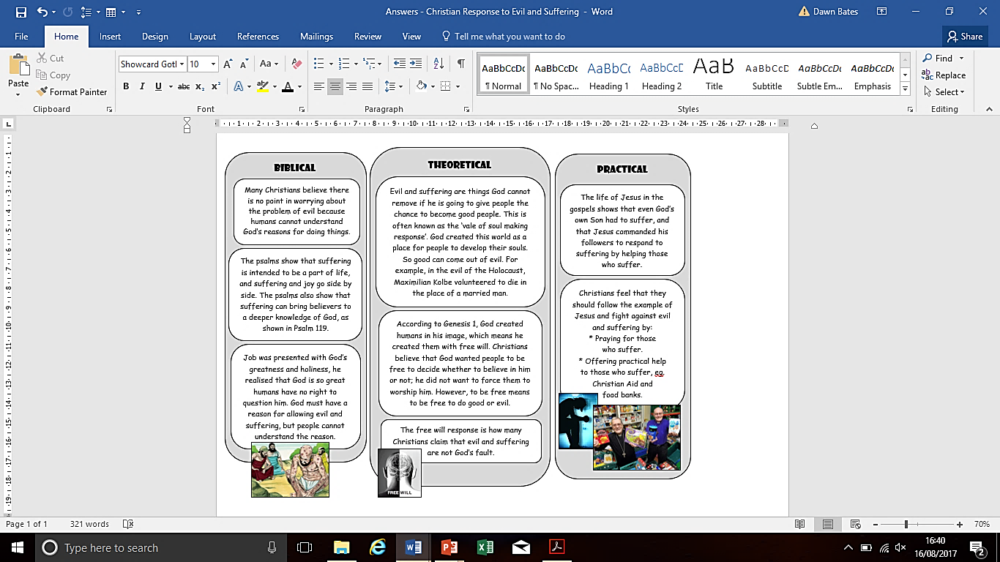 Answers - Christian Response to Evil and Suffering - Word
Dawn Bates
File Home Insert Design Layout References Mailings Review View Tell me what you want to do
Share
Paste
Cut
Copy
Format Painter
Clipboard
Showcard Gotl 10
Font
Paragraph
AaBbCcDc ¶ Normal
AaBbCcDc ¶ No Spac...
AaBbCc Heading 1
AaBbCcD Heading 2
AaB Title
AaBbCcD Subtitle
AaBbCcDc Subtle Em...
AaBbCcDc Emphasis
Styles
Find
Replace
Select
Editing
BIBLICAL
Many Christians believe there
is no point in worrying about
the problem of evil because
humans cannot understand
God's reasons for doing things.
The psalms show that suffering
is intended to be a part of life,
and suffering and joy go side by
side. The psalms also show that
suffering can bring believers to
a deeper knowledge of God, as
shown in Psalm 119.
Job was presented with God's
greatness and holiness, he
realised that God is so great
humans have no right to
question him. God must have a
reason for allowing evil and
suffering, but people cannot
understand the reason.
THEORETICAL
Evil and suffering are things God cannot
remove if he is going to give people the
chance to become good people. This is
often known as the 'vale of soul making
response'. God created this world as a
place for people to develop their souls.
So good can come out of evil. For
example, in the evil of the Holocaust,
Maximilian Kolbe volunteered to die in
the place of a married man.
According to Genesis 1, God created
humans in his image, which means he
created them with free will. Christians
believe that God wanted people to be
free to decide whether to believe in him
or not; he did not want to force them to
worship him. However, to be free means
to be free to do good or evil.
The free will response is how many
Christians claim that evil and suffering
are not God's fault.
FREE WILL
PRACTICAL
The life of Jesus in the
gospels shows that even God's
own Son had to suffer, and
that Jesus commanded his
followers to respond to
suffering by helping those
who suffer.
Christians feel that they
should follow the example of
Jesus and fight against evil
and suffering by:
* Praying for those
who suffer.
* Offering practical help
to those who suffer, eg.
Christian Aid and
food banks.
Page 1 of 1 321 words
70%
Type here to search
16:40
16/08/2017
2